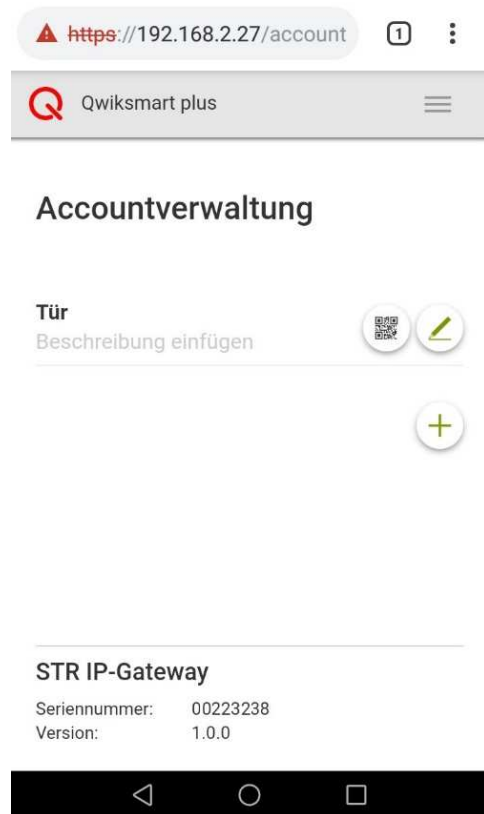 https://192.168.2.27/account 1
Qwiksmart plus
Accountverwaltung
Tür
Beschreibung einfügen
STR IP-Gateway
Seriennummer: 00223238
Version: 1.0.0